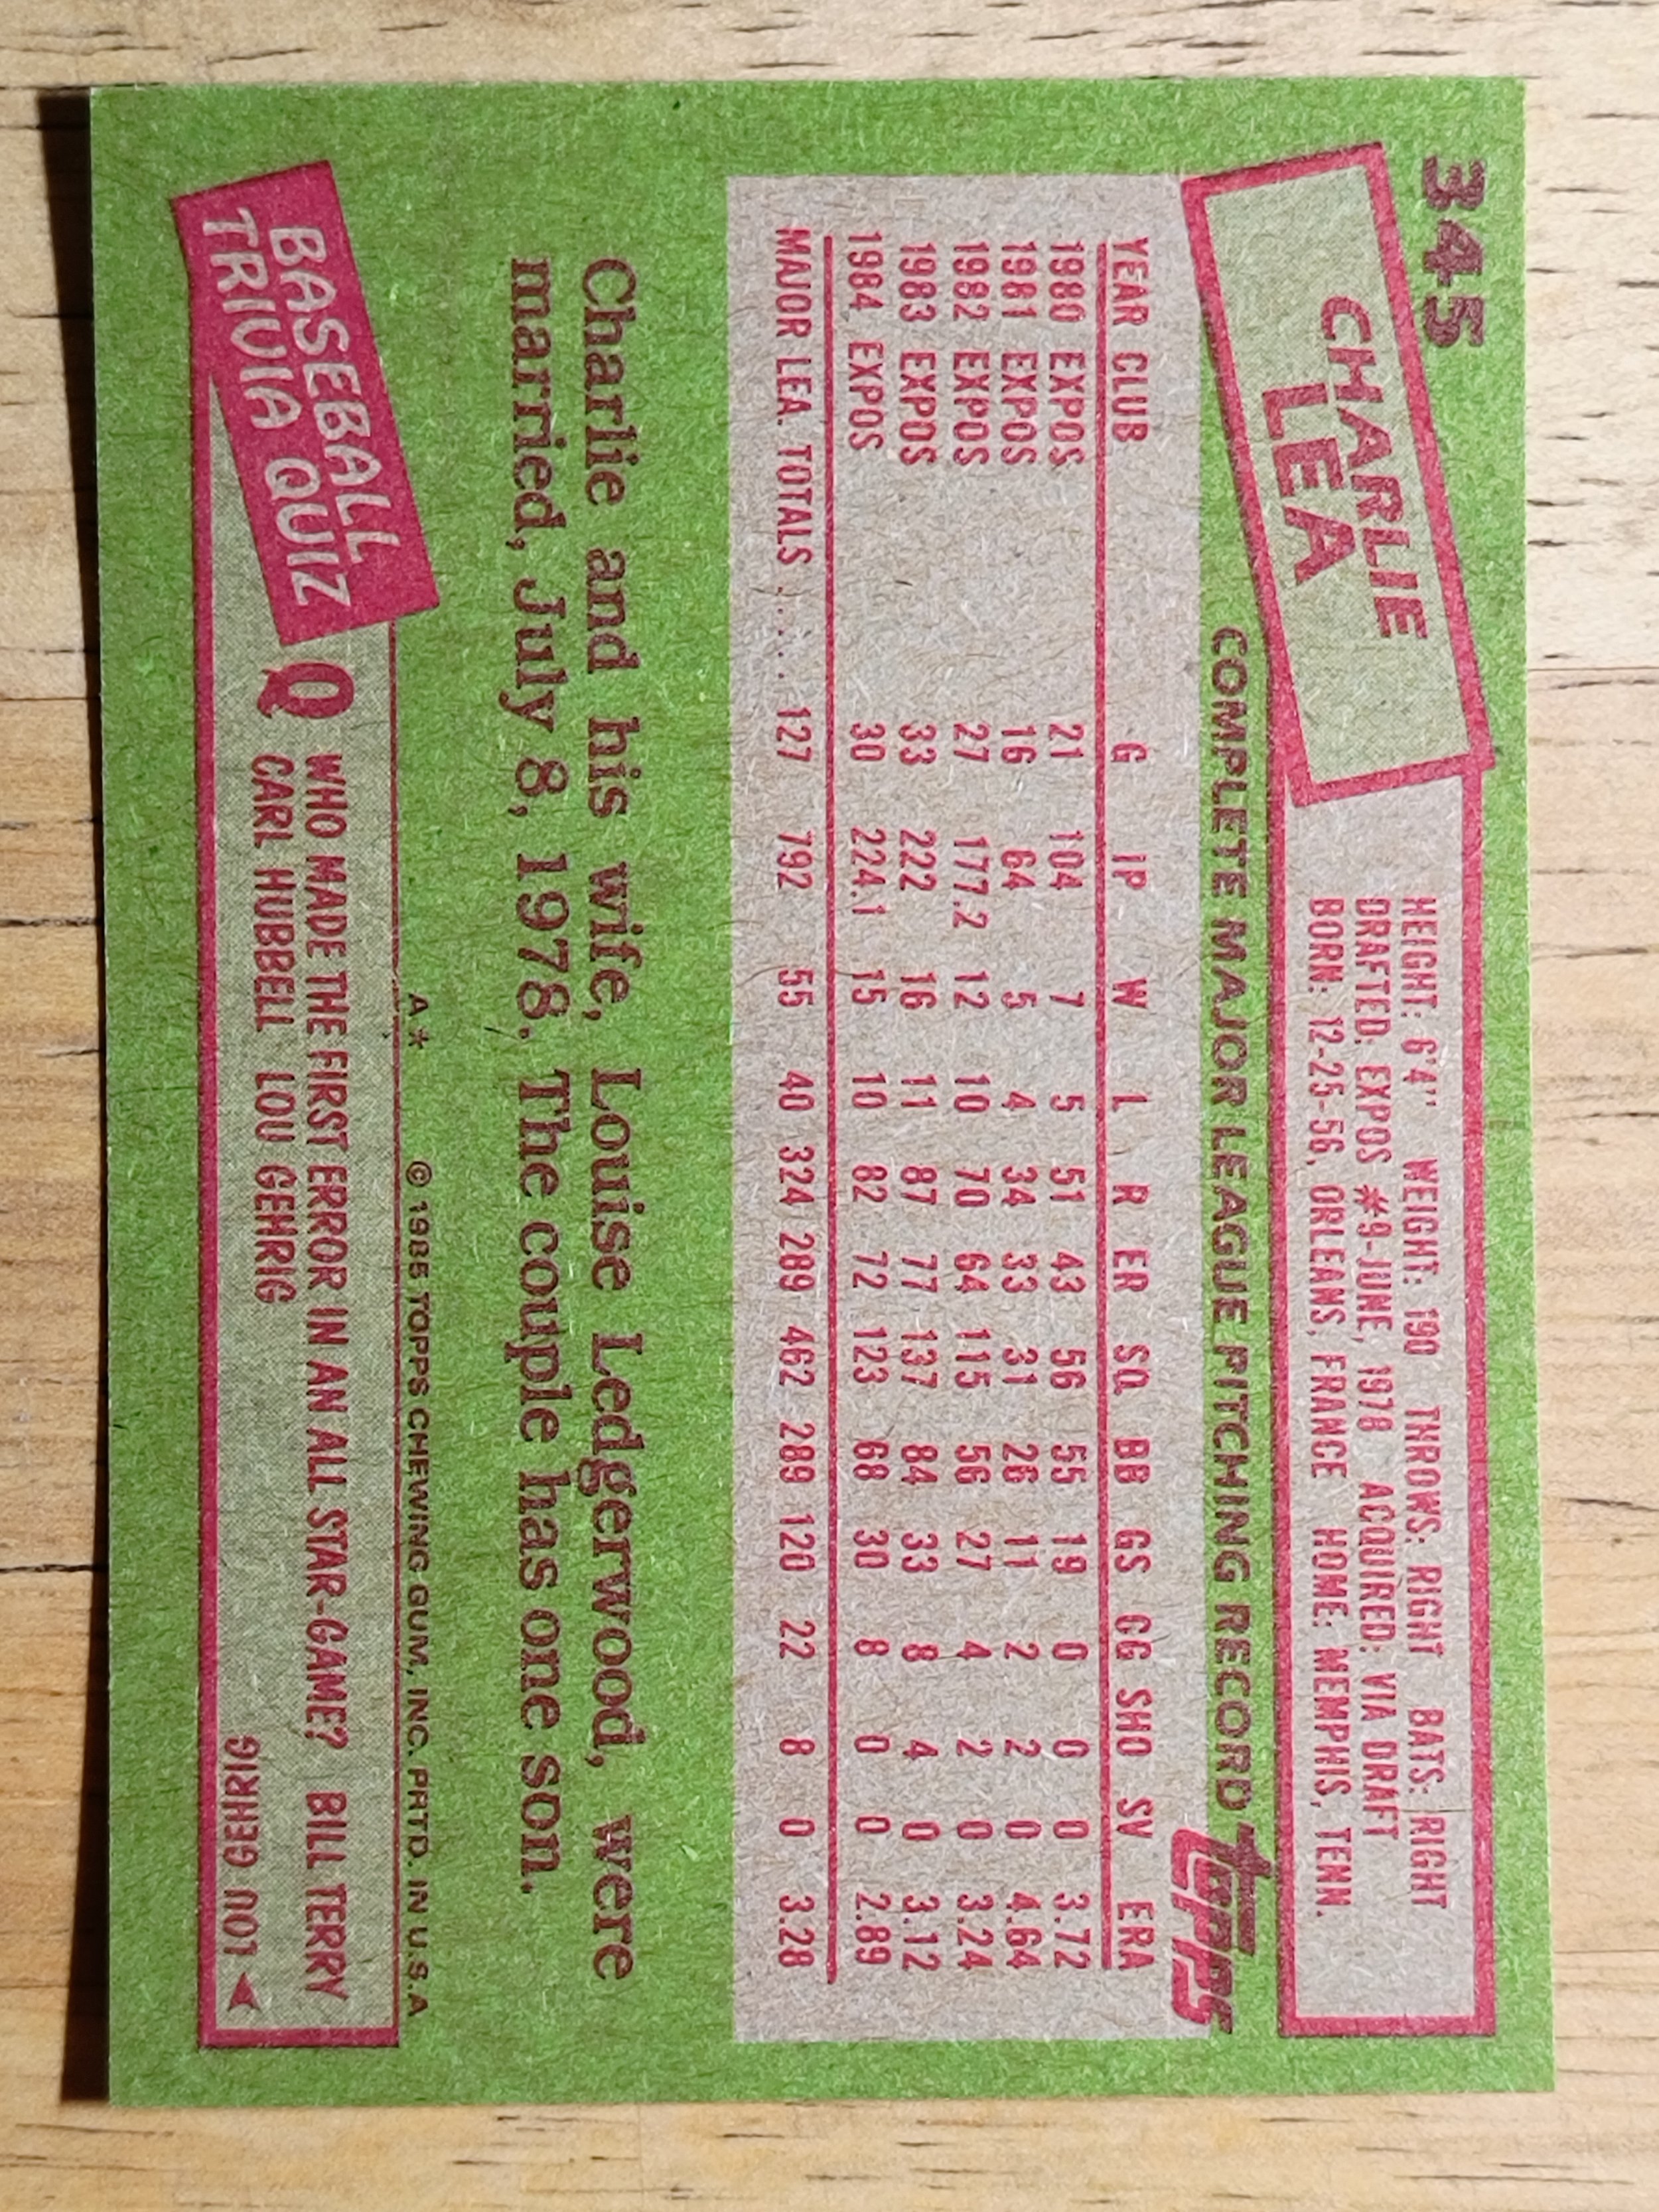 345
CHARLIE
LEA
HEIGHT: 6'4" WEIGHT: 190 THROWS: RIGHT BATS: RIGHT
DRAFTED: EXPOS #9-JUNE, 1978 ACQUIRED: VIA DRAFT
BORN: 12-25-56, ORLEANS, FRANCE HOME: MEMPHIS, TENN.
COMPLETE MAJOR LEAGUE PITCHING RECORD topps
YEAR CLUB G IP W L R ER SO BB GS CG SHO SV ERA
1980 EXPOS 21 104 7 5 51 43 56 55 19 0 0 0 3.72
1981 EXPOS 16 64 5 4 34 33 31 26 11 2 2 0 4.64
1982 EXPOS 27 177.2 12 10 70 64 115 56 27 4 2 0 3.24
1983 EXPOS 33 222 16 11 87 77 137 84 33 8 4 0 3.12
1984 EXPOS 30 224.1 15 10 82 72 123 68 30 8 0 0 2.89
MAJOR LEA. TOTALS ..... 127 792 55 40 324 289 462 289 120 22 8 0 3.28
Charlie and his wife, Louise Ledgerwood, were
married, July 8, 1978. The couple has one son.
A* © 1985 TOPPS CHEWING GUM, INC. PRTD. IN U.S.A
BASEBALL
TRIVIA QUIZ
Q WHO MADE THE FIRST ERROR IN AN ALL STAR-GAME? BILL TERRY
CARL HUBBELL LOU GEHRIG
LOU GEHRIG